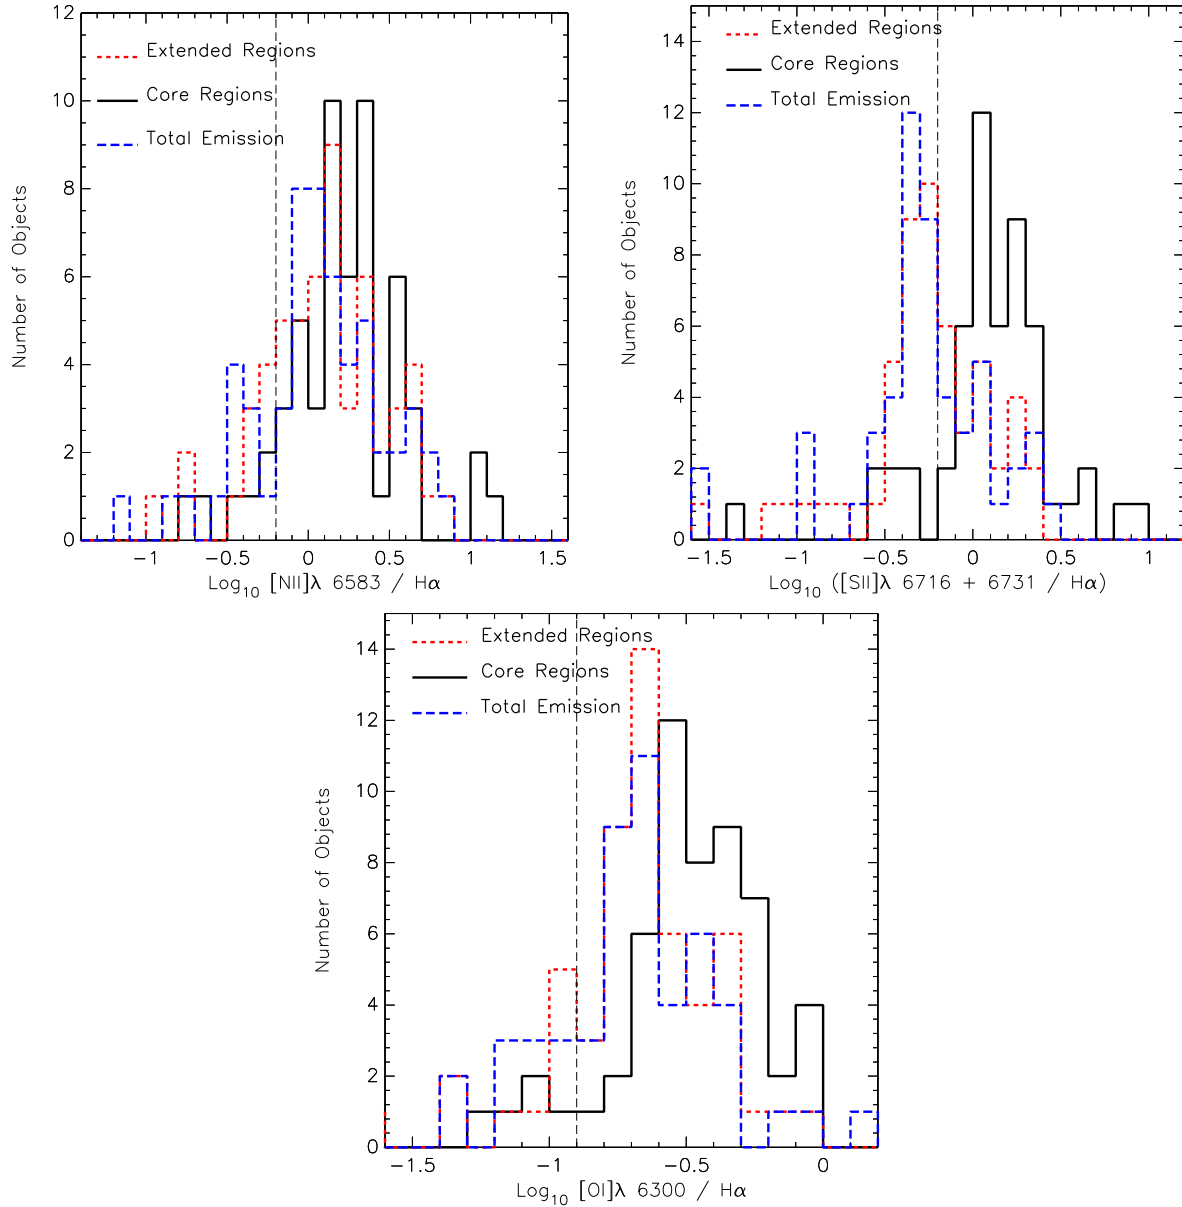 12
10
8
6
4
2
0
Number of Objects
Extended Regions
Core Regions
Total Emission
−1 −0.5 0 0.5 1 1.5
Log10 [NII]λ 6583 / Hα
14
12
10
8
6
4
2
0
Number of Objects
Extended Regions
Core Regions
Total Emission
−1.5 −1 −0.5 0 0.5 1
Log10 ([SII]λ 6716 + 6731 / Hα)
14
12
10
8
6
4
2
0
Number of Objects
Extended Regions
Core Regions
Total Emission
−1.5 −1 −0.5 0
Log10 [OI]λ 6300 / Hα